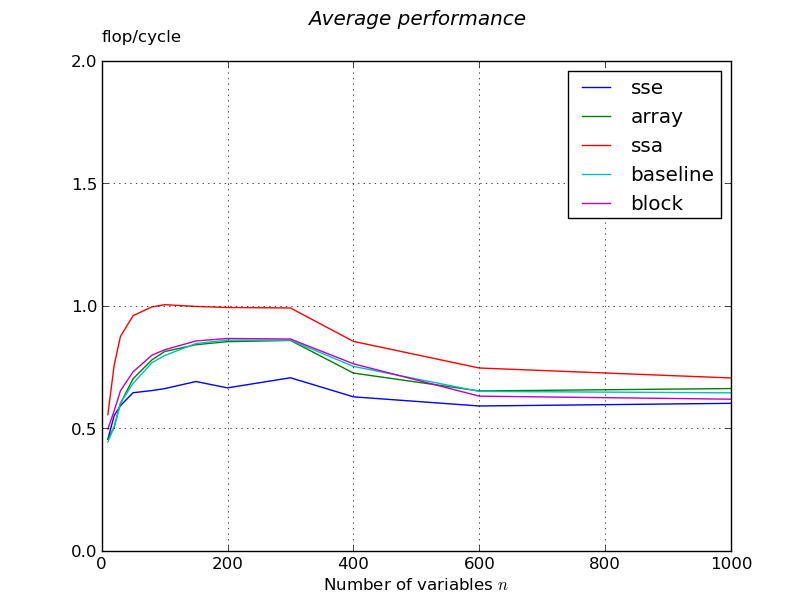 Average performance
flop/cycle
2.0
1.5
1.0
0.5
0.0
sse
array
ssa
baseline
block
0 200 400 600 800 1000
Number of variables n